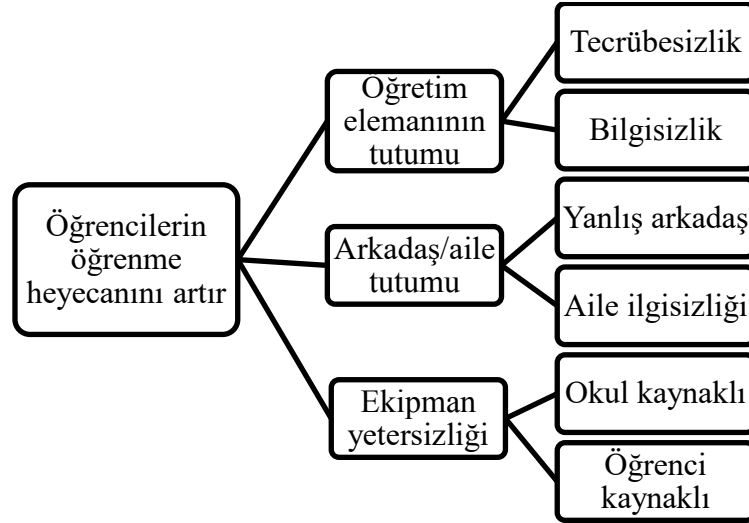 Öğrencilerin
öğrenme
heyecanını artır
Öğretim
elemanının
tutumu
Tecrübesizlik
Bilgisizlik
Arkadaş/aile
tutumu
Yanlış arkadaş
Aile ilgisizliği
Ekipman
yetersizliği
Okul kaynaklı
Öğrenci
kaynaklı